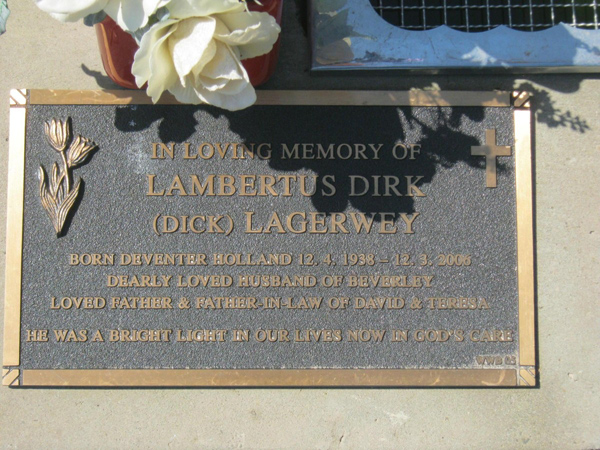 IN LOVING MEMORY OF
LAMBERTUS DIRK
(DICK) LAGERWEY
BORN DEVENTER HOLLAND 12. 4. 1938 – 12. 3. 2006
DEARLY LOVED HUSBAND OF BEVERLEY
LOVED FATHER & FATHER-IN-LAW OF DAVID & TERESA
HE WAS A BRIGHT LIGHT IN OUR LIVES NOW IN GOD'S CARE